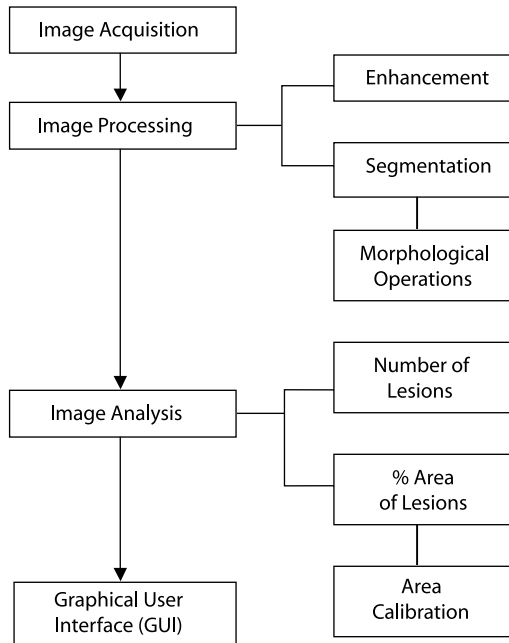 Image Acquisition
Enhancement
Image Processing
Segmentation
Morphological
Operations
Number of
Lesions
Image Analysis
% Area
of Lesions
Graphical User
Interface (GUI)
Area
Calibration